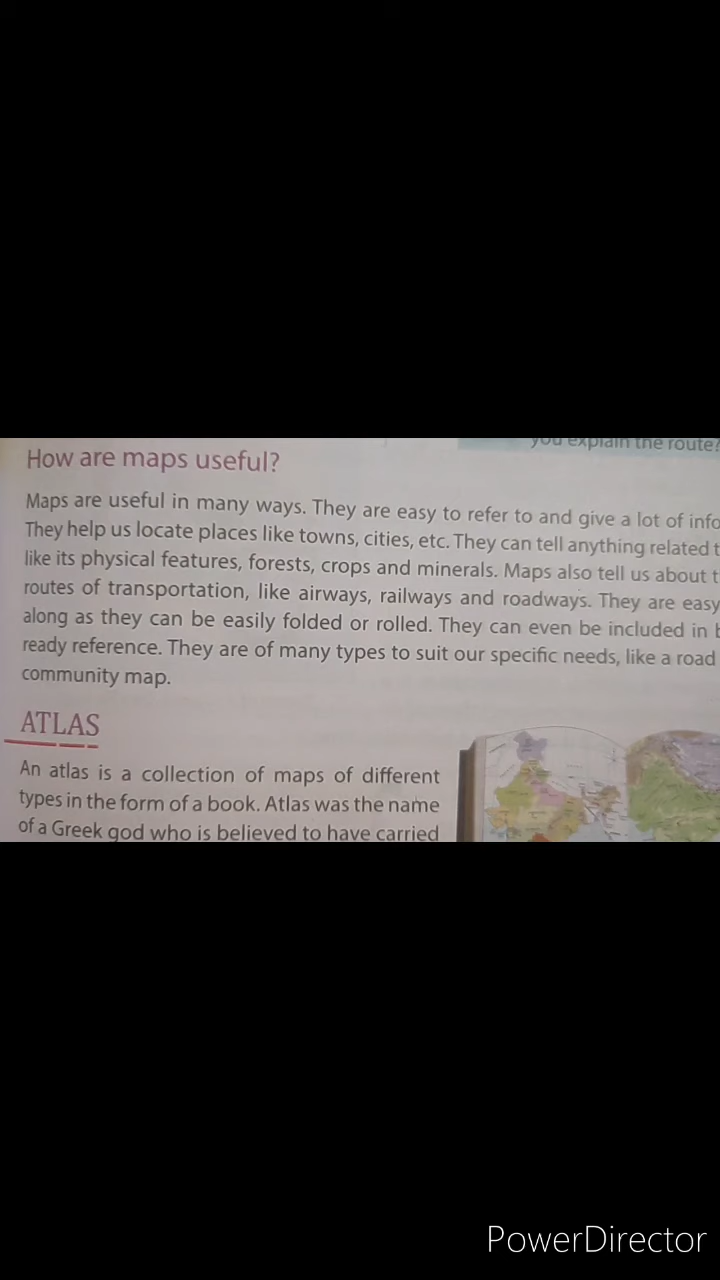 you explain the route?
How are maps useful?
Maps are useful in many ways. They are easy to refer to and give a lot of info
They help us locate places like towns, cities, etc. They can tell anything related t
like its physical features, forests, crops and minerals. Maps also tell us about t
routes of transportation, like airways, railways and roadways. They are easy
along as they can be easily folded or rolled. They can even be included in b
ready reference. They are of many types to suit our specific needs, like a road
community map.
ATLAS
An atlas is a collection of maps of different
types in the form of a book. Atlas was the name
of a Greek god who is believed to have carried
PowerDirector